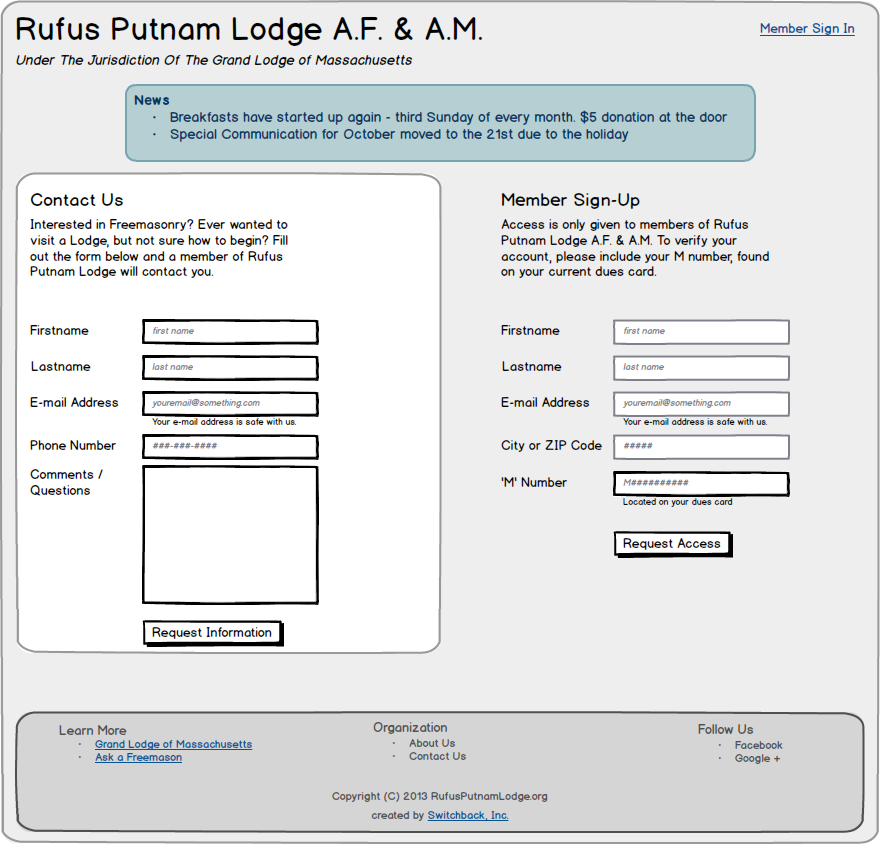 Rufus Putnam Lodge A.F. & A.M.
Member Sign In
Under The Jurisdiction Of The Grand Lodge of Massachusetts
News
· Breakfasts have started up again - third Sunday of every month. $5 donation at the door
· Special Communication for October moved to the 21st due to the holiday
Contact Us
Interested in Freemasonry? Ever wanted to
visit a Lodge, but not sure how to begin? Fill
out the form below and a member of Rufus
Putnam Lodge will contact you.
Firstname
first name
Lastname
last name
E-mail Address
youremail@something.com
Your e-mail address is safe with us.
Phone Number
###-###-####
Comments /
Questions
Request Information
Member Sign-Up
Access is only given to members of Rufus
Putnam Lodge A.F. & A.M. To verify your
account, please include your M number, found
on your current dues card.
Firstname
first name
Lastname
last name
E-mail Address
youremail@something.com
Your e-mail address is safe with us.
City or ZIP Code
#####
'M' Number
M##########
Located on your dues card
Request Access
Learn More
· Grand Lodge of Massachusetts
· Ask a Freemason
Organization
· About Us
· Contact Us
Follow Us
· Facebook
· Google +
Copyright (C) 2013 RufusPutnamLodge.org
created by Switchback, Inc.